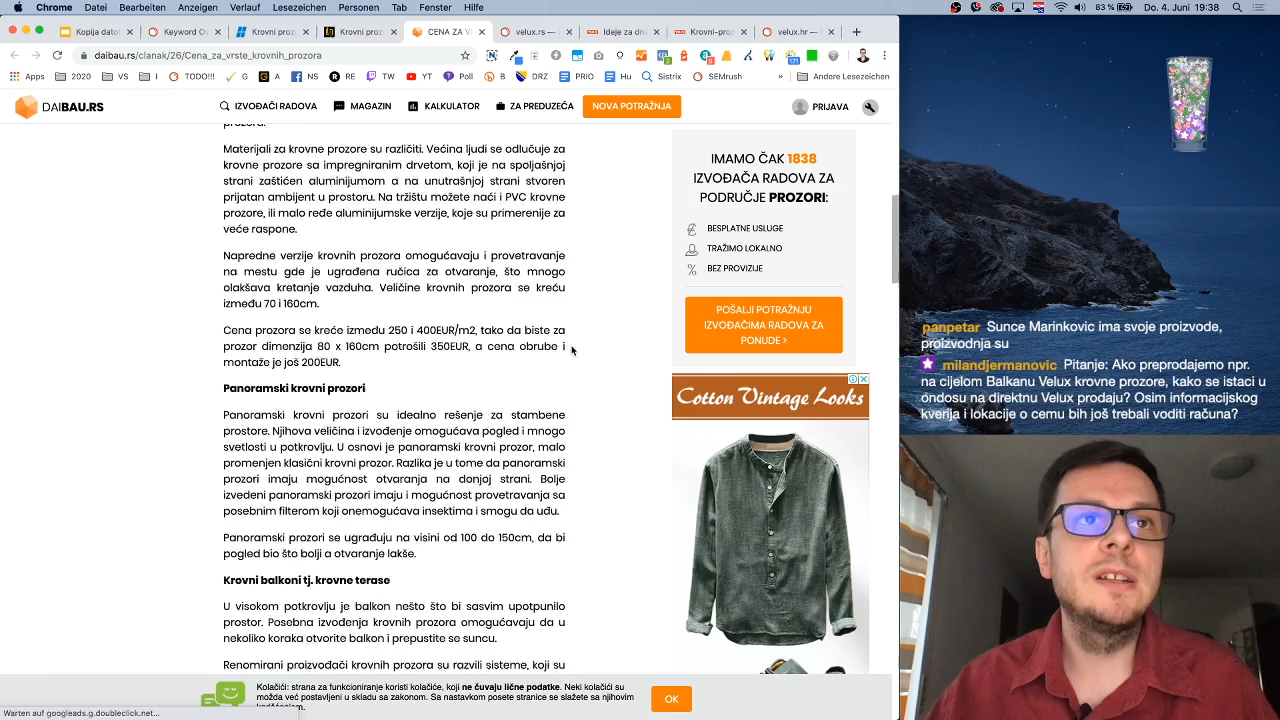 Chrome Datei Bearbeiten Anzeigen Verlauf Lesezeichen Personen Tab Fenster Hilfe
83 % Do. 4. Juni 19:38
Kopija dato
Keyword Ov
Krovni pro
Krovni proz
CENA ZA V
velux.rs –
Ideje za dn
Krovni-pro
velux.hr –
daibau.rs/clanak/26/Cena_za_vrste_krovnih_prozora
Apps 2020 VS I TODO!!! G A NS RE TW YT Poll B DRZ PRIO Hu Sistrix SEMrush » Andere Lesezeichen
DAIBAU.RS
IZVOĐAČI RADOVA MAGAZIN KALKULATOR ZA PREDUZEĆA NOVA POTRAŽNJA PRIJAVA
prozora.
Materijali za krovne prozore su različiti. Većina ljudi se odlučuje za
krovne prozore sa impregniranim drvetom, koji je na spoljašnjoj
strani zaštićen aluminijumom a na unutrašnjoj strani stvoren
prijatan ambijent u prostoru. Na tržištu možete naći i PVC krovne
prozore, ili malo ređe aluminijumske verzije, koje su primerenije za
veće raspone.
Napredne verzije krovnih prozora omogućavaju i provetravanje
na mestu gde je ugrađena ručica za otvaranje, što mnogo
olakšava kretanje vazduha. Veličine krovnih prozora se kreću
između 70 i 160cm.
Cena prozora se kreće izmedu 250 i 400EUR/m2, tako da biste za
prozor dimenzija 80 x 160cm potrošili 350EUR, a cena obrube i
montaže je još 200EUR.
Panoramski krovni prozori
Panoramski krovni prozori su idealno rešenje za stambene
prostore. Njihova veličina i izvođenje omogućava pogled i mnogo
svetlosti u potkrovlju. U osnovi je panoramski krovni prozor, malo
promenjen klasični krovni prozor. Razlika je u tome da panoramski
prozori imaju mogućnost otvaranja na donjoj strani. Bolje
izvedeni panoramski prozori imaju i mogućnost provetravanja sa
posebnim filterom koji onemogućava insektima i smogu da uđu.
Panoramski prozori se ugrađuju na visini od 100 do 150cm, da bi
pogled bio što bolji a otvaranje lakše.
Krovni balkoni tj. krovne terase
U visokom potkrovlju je balkon nešto što bi sasvim upotpunilo
prostor. Posebna izvođenja krovnih prozora omogućavaju da u
nekoliko koraka otvorite balkon i prepustite se suncu.
Renomirani proizvođači krovnih prozora su razvili sisteme, koji su
IMAMO ČAK 1838
IZVOĐAČA RADOVA ZA
PODRUČJE PROZORI:
BESPLATNE USLUGE
TRAŽIMO LOKALNO
BEZ PROVIZIJE
POŠALJI POTRAŽNJU
IZVOĐAČIMA RADOVA ZA
PONUDE >
Cotton Vintage Looks
Kolačići: strana za funkcioniranje koristi kolačiće, koji ne čuvaju lične podatke. Neki kolačići su
možda već postavljeni u skladu sa zakonom. Sa nastavkom posete stranice se slažete sa njihovim
korišćenjem.
OK
Warten auf googleads.g.doubleclick.net...
panpetar Sunce Marinkovic ima svoje proizvode,
proizvodnja su
milandjermanovic Pitanje: Ako preprodajemo npr.
na cijelom Balkanu Velux krovne prozore, kako se istaci u
ondosu na direktnu Velux prodaju? Osim informacijskog
kverija i lokacije o cemu bih još trebali voditi računa?